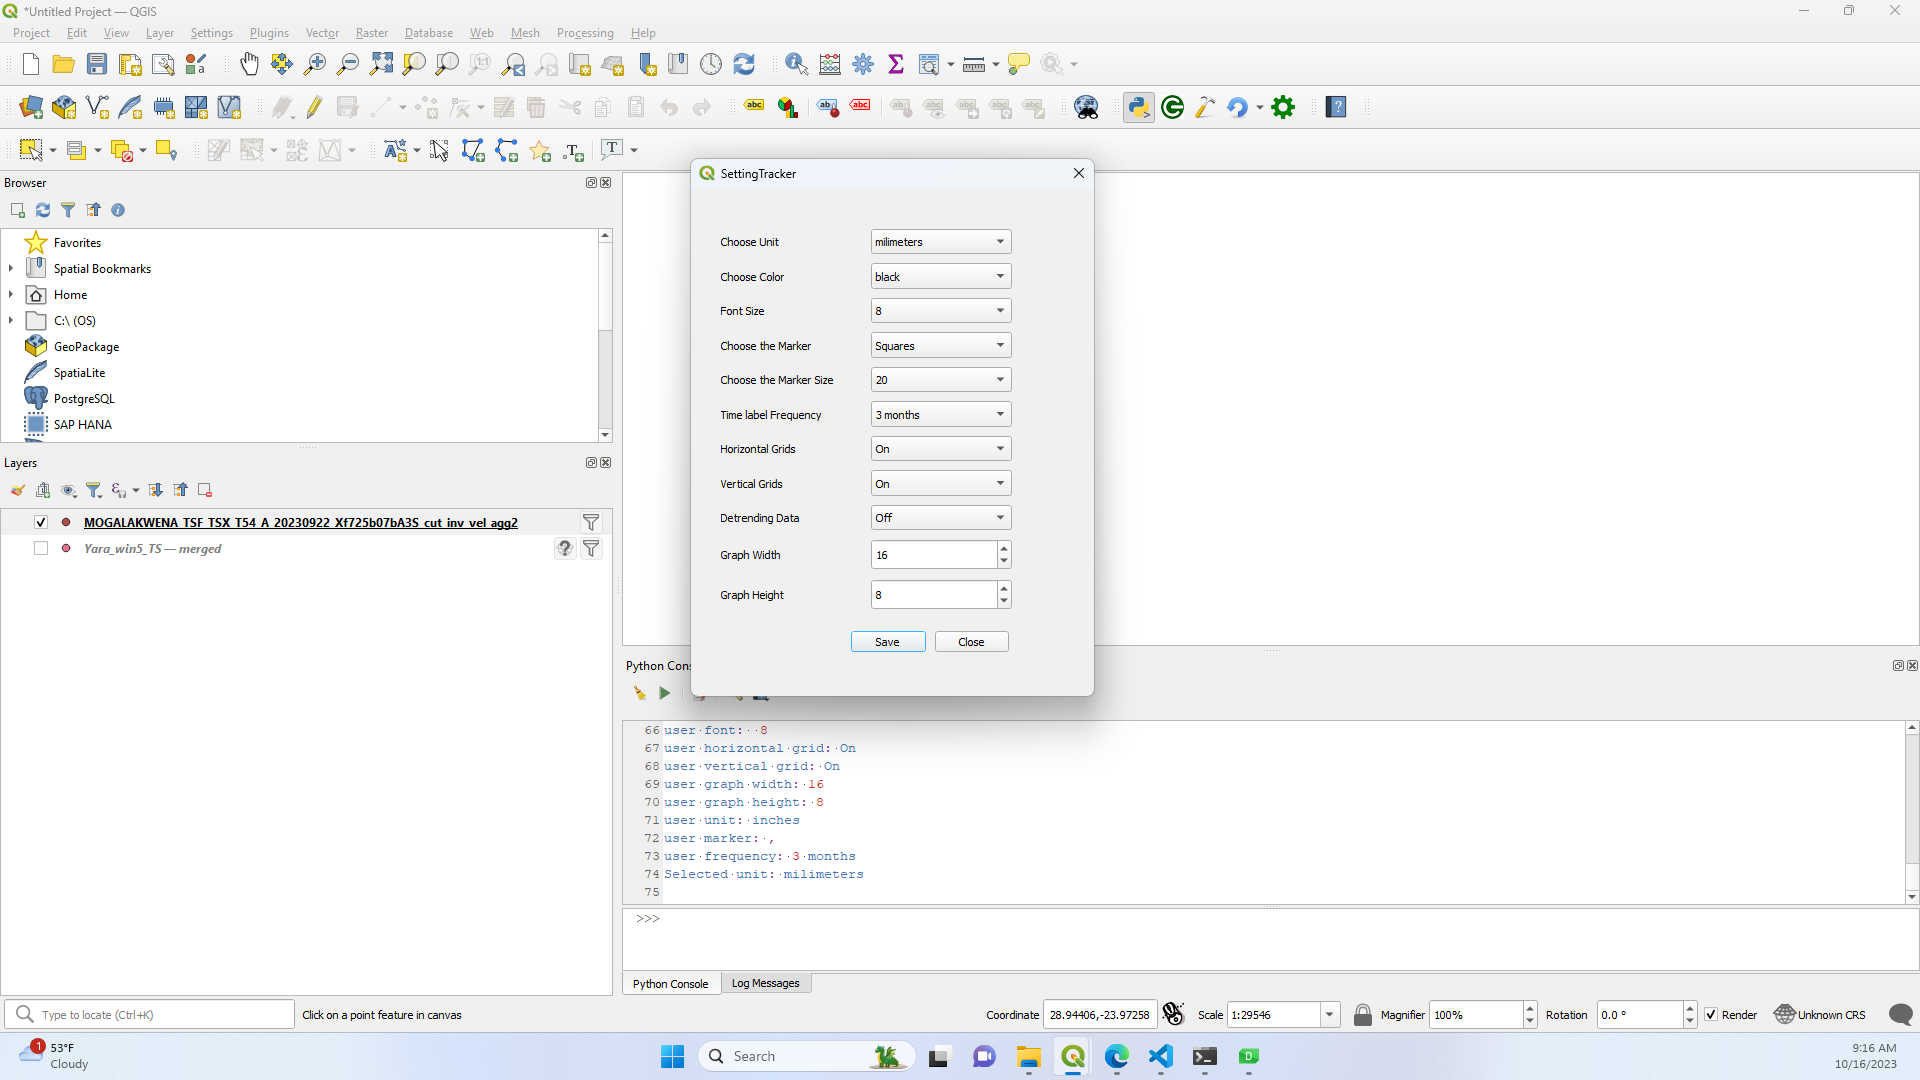 *Untitled Project — QGIS
Project Edit View Layer Settings Plugins Vector Raster Database Web Mesh Processing Help
Browser
Favorites
Spatial Bookmarks
Home
C:\ (OS)
GeoPackage
SpatiaLite
PostgreSQL
SAP HANA
Layers
MOGALAKWENA_TSF_TSX_T54_A_20230922_Xf725b07bA3S_cut_inv_vel_agg2
Yara_win5_TS — merged
SettingTracker
Choose Unit milimeters
Choose Color black
Font Size 8
Choose the Marker Squares
Choose the Marker Size 20
Time label Frequency 3 months
Horizontal Grids On
Vertical Grids On
Detrending Data Off
Graph Width 16
Graph Height 8
Save Close
Python Cons
66 user·font:··8
67 user·horizontal·grid:·On
68 user·vertical·grid:·On
69 user·graph·width:·16
70 user·graph·height:·8
71 user·unit:·inches
72 user·marker:·,
73 user·frequency:·3·months
74 Selected·unit:·milimeters
75
>>>
Python Console Log Messages
Type to locate (Ctrl+K) Click on a point feature in canvas Coordinate 28.94406,-23.97258 Scale 1:29546 Magnifier 100% Rotation 0.0 ° Render Unknown CRS
1 53°F
Cloudy
Search
9:16 AM
10/16/2023